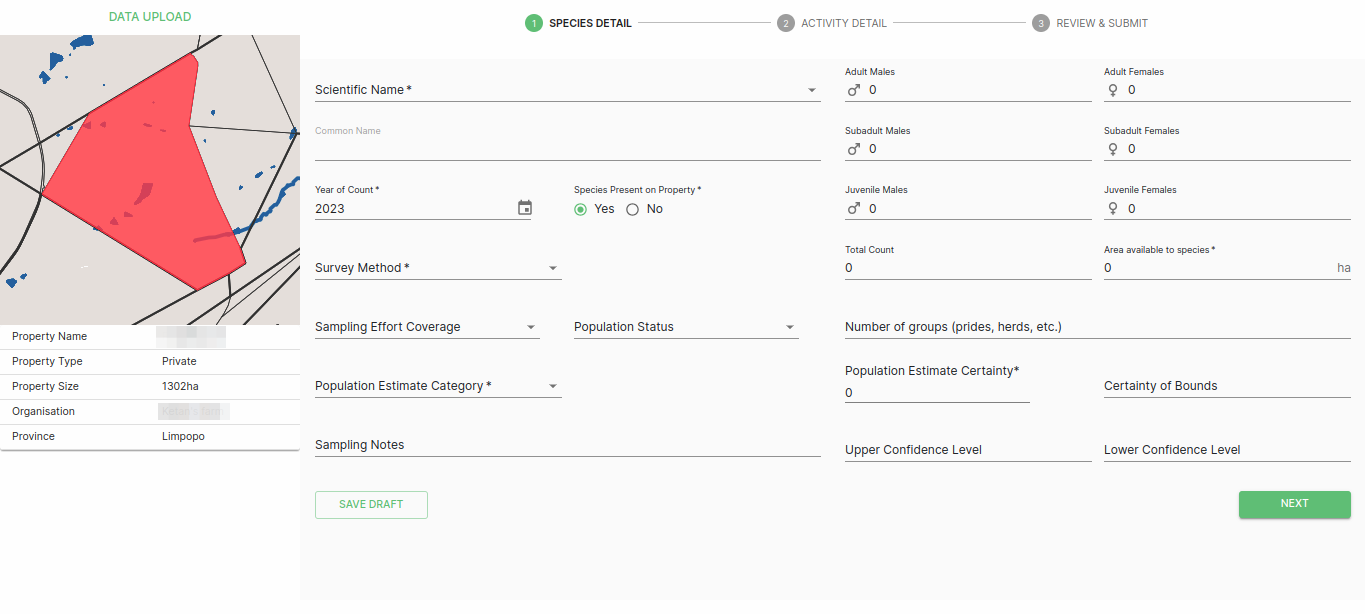 DATA UPLOAD
1 SPECIES DETAIL 2 ACTIVITY DETAIL 3 REVIEW & SUBMIT
Property Name
Property Type Private
Property Size 1302ha
Organisation
Province Limpopo
Scientific Name *
Common Name
Year of Count * Species Present on Property *
2023 Yes No
Survey Method *
Sampling Effort Coverage Population Status
Population Estimate Category *
Sampling Notes
SAVE DRAFT
Adult Males Adult Females
0 0
Subadult Males Subadult Females
0 0
Juvenile Males Juvenile Females
0 0
Total Count Area available to species *
0 0 ha
Number of groups (prides, herds, etc.)
Population Estimate Certainty*
0 Certainty of Bounds
Upper Confidence Level Lower Confidence Level
NEXT